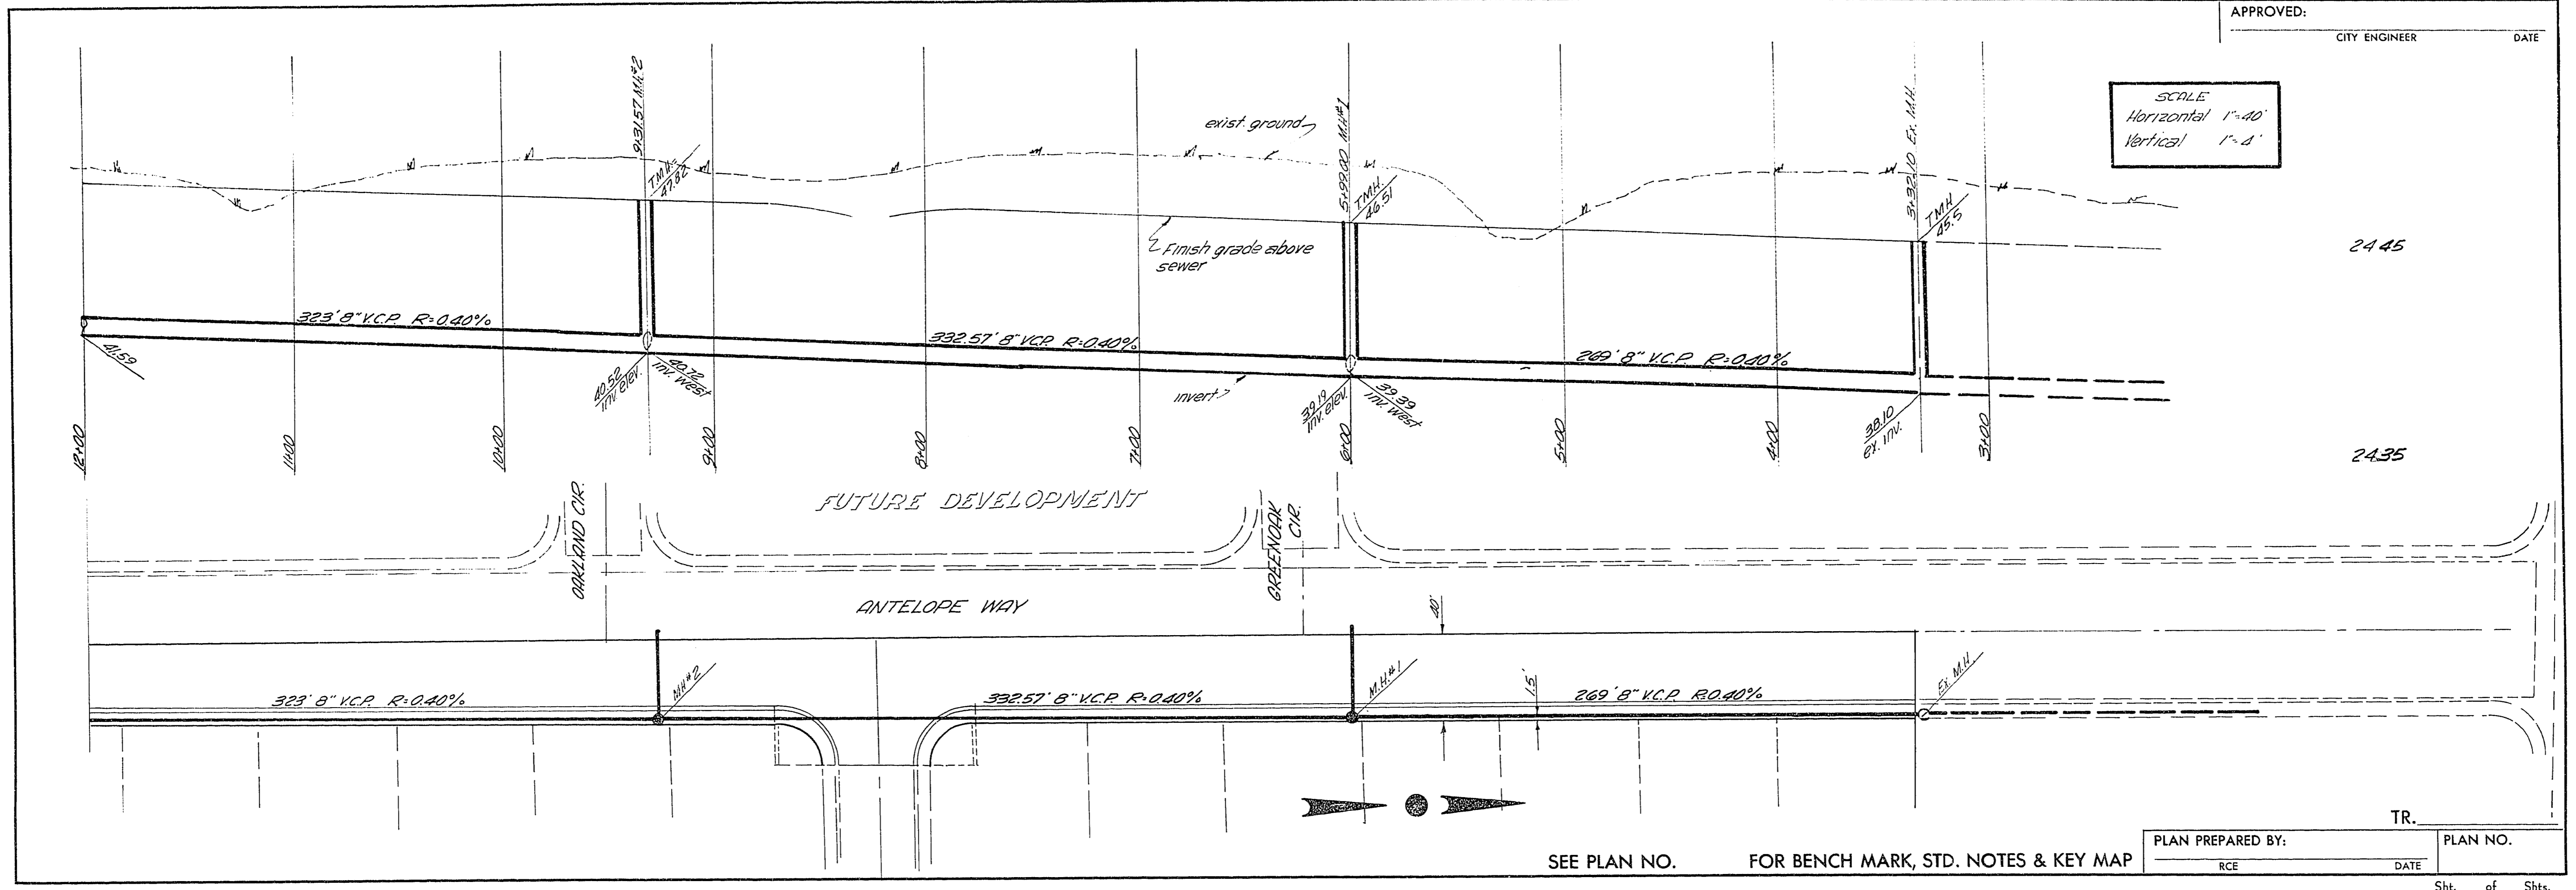 APPROVED:
CITY ENGINEER DATE
SCALE
Horizontal 1"=40'
Vertical 1"=4'
9+31.57 M.H.#2
T.M.H.
47.82
exist. ground
5+99.00 M.H.#1
T.M.H.
46.51
3+32.10 Ex. M.H.
T.M.H
45.5
Finish grade above
sewer
2445
323' 8" V.C.P. R=0.40%
332.57' 8" V.C.P. R=0.40%
269' 8" V.C.P. R=0.40%
41.59
40.52
inv. elev.
40.72
inv. west
invert
39.19
inv. elev.
39.39
inv. west
38.10
ex. inv.
12+00
11+00
10+00
9+00
8+00
7+00
6+00
5+00
4+00
3+00
2435
FUTURE DEVELOPMENT
OAKLAND CIR.
GREENOAK
CIR.
ANTELOPE WAY
40'
MH#2
M.H.#1
Ex. M.H.
323' 8" V.C.P. R=0.40%
332.57' 8" V.C.P. R=0.40%
1.5'
269' 8" V.C.P. R=0.40%
TR.
SEE PLAN NO. FOR BENCH MARK, STD. NOTES & KEY MAP
PLAN PREPARED BY:
RCE DATE
PLAN NO.
Sht. of Shts.